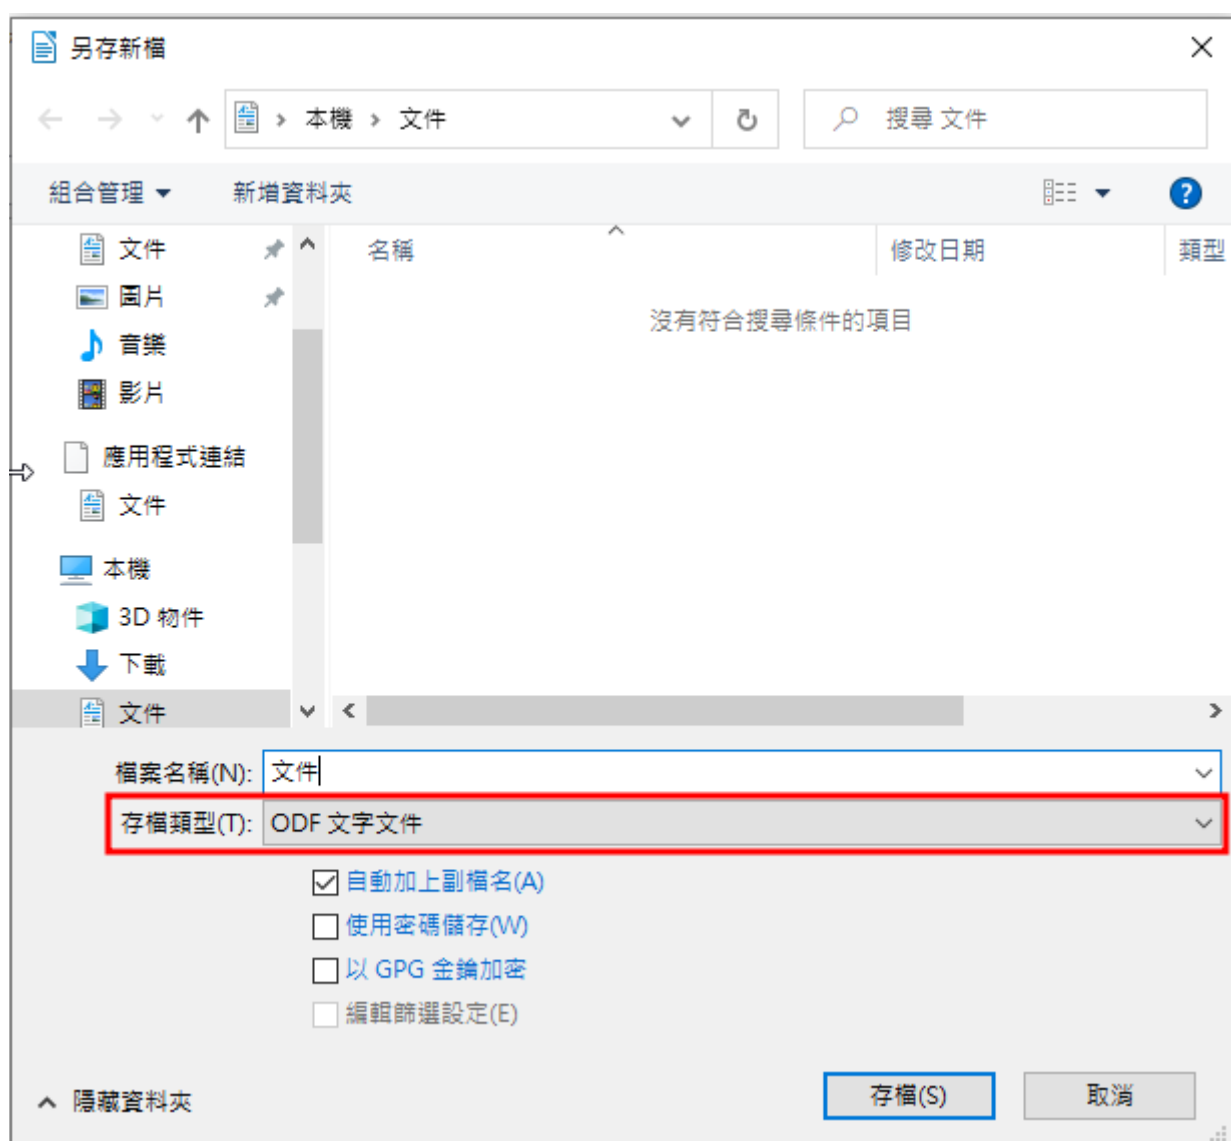 另存新檔
本機 › 文件
搜尋 文件
組合管理
新增資料夾
文件
圖片
音樂
影片
應用程式連結
文件
本機
3D 物件
下載
文件
名稱
修改日期
類型
沒有符合搜尋條件的項目
檔案名稱(N): 文件
存檔類型(T): ODF 文字文件
自動加上副檔名(A)
使用密碼儲存(W)
以 GPG 金鑰加密
編輯篩選設定(E)
隱藏資料夾
存檔(S)
取消